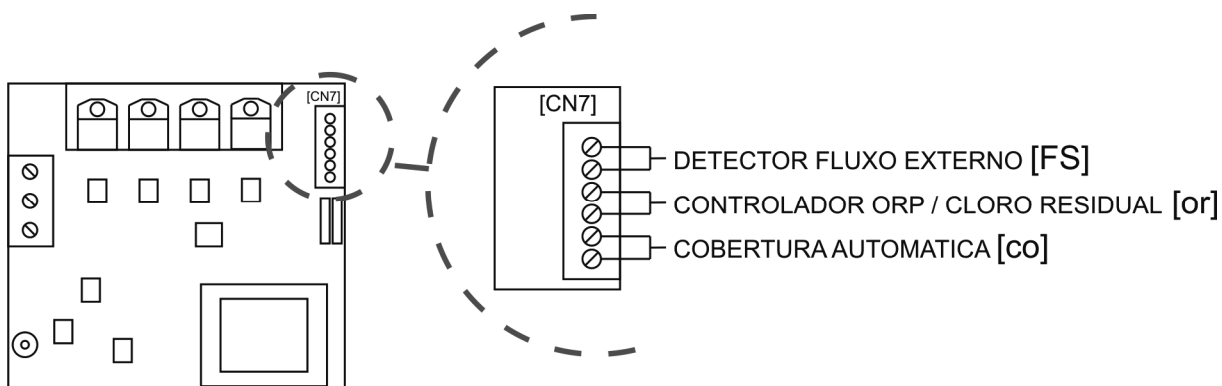 [CN7]
[CN7]
DETECTOR FLUXO EXTERNO [FS]
CONTROLADOR ORP / CLORO RESIDUAL [or]
COBERTURA AUTOMATICA [co]